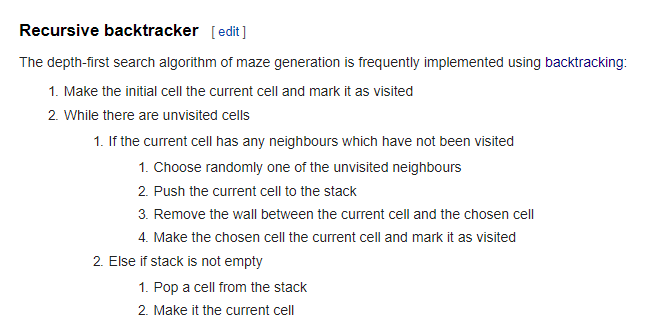 Recursive backtracker [ edit ]
The depth-first search algorithm of maze generation is frequently implemented using backtracking:
1. Make the initial cell the current cell and mark it as visited
2. While there are unvisited cells
1. If the current cell has any neighbours which have not been visited
1. Choose randomly one of the unvisited neighbours
2. Push the current cell to the stack
3. Remove the wall between the current cell and the chosen cell
4. Make the chosen cell the current cell and mark it as visited
2. Else if stack is not empty
1. Pop a cell from the stack
2. Make it the current cell